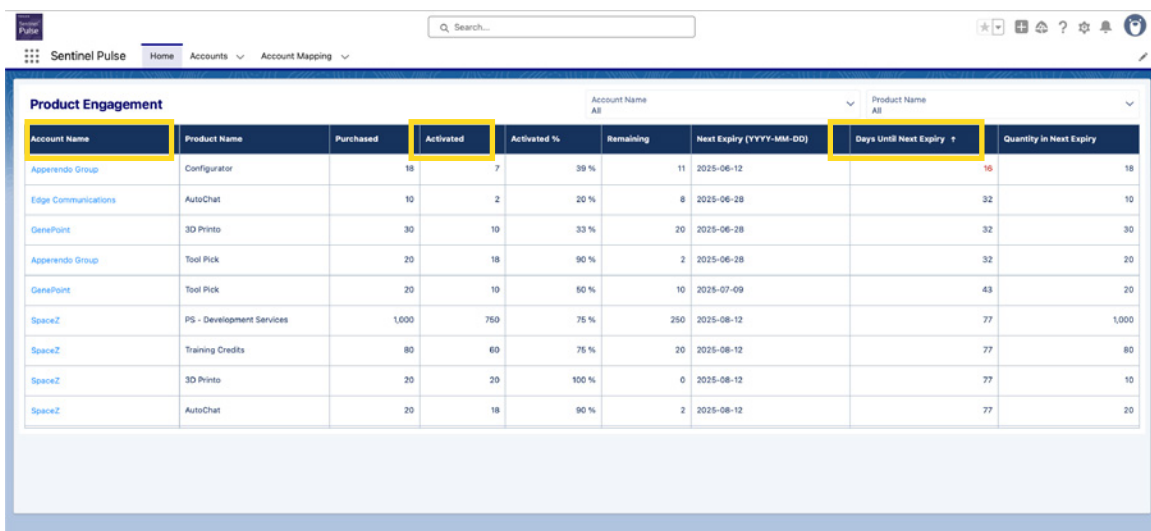 Sentinel
Pulse
Search...
Sentinel Pulse Home Accounts Account Mapping
Product Engagement
Account Name
All
Product Name
All
Account Name Product Name Purchased Activated Activated % Remaining Next Expiry (YYYY-MM-DD) Days Until Next Expiry ↑ Quantity in Next Expiry
Apperendo Group Configurator 18 7 39 % 11 2025-06-12 16 18
Edge Communications AutoChat 10 2 20 % 8 2025-06-28 32 10
GenePoint 3D Printo 30 10 33 % 20 2025-06-28 32 30
Apperendo Group Tool Pick 20 18 90 % 2 2025-06-28 32 20
GenePoint Tool Pick 20 10 50 % 10 2025-07-09 43 20
SpaceZ PS - Development Services 1,000 750 75 % 250 2025-08-12 77 1,000
SpaceZ Training Credits 80 60 75 % 20 2025-08-12 77 80
SpaceZ 3D Printo 20 20 100 % 0 2025-08-12 77 10
SpaceZ AutoChat 20 18 90 % 2 2025-08-12 77 20